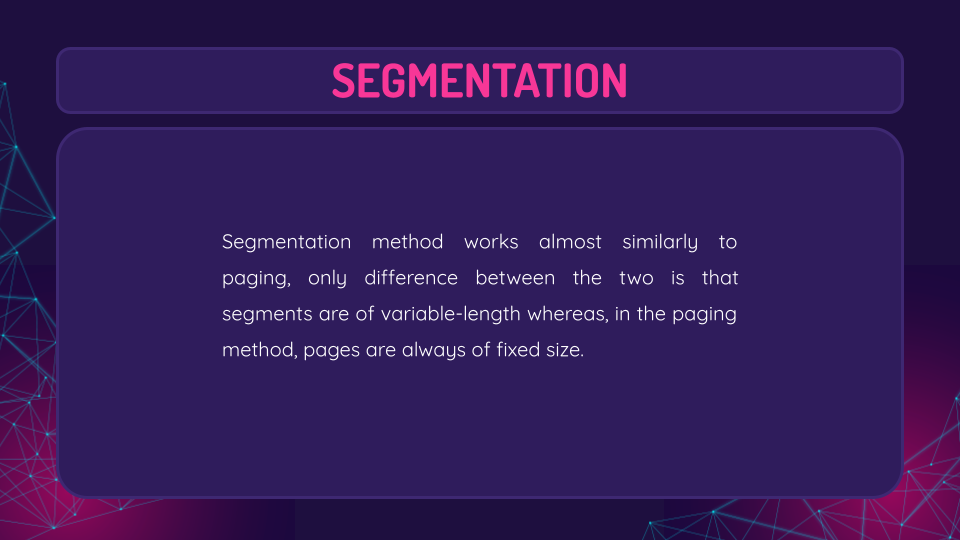 SEGMENTATION
Segmentation method works almost similarly to
paging, only difference between the two is that
segments are of variable-length whereas, in the paging
method, pages are always of fixed size.